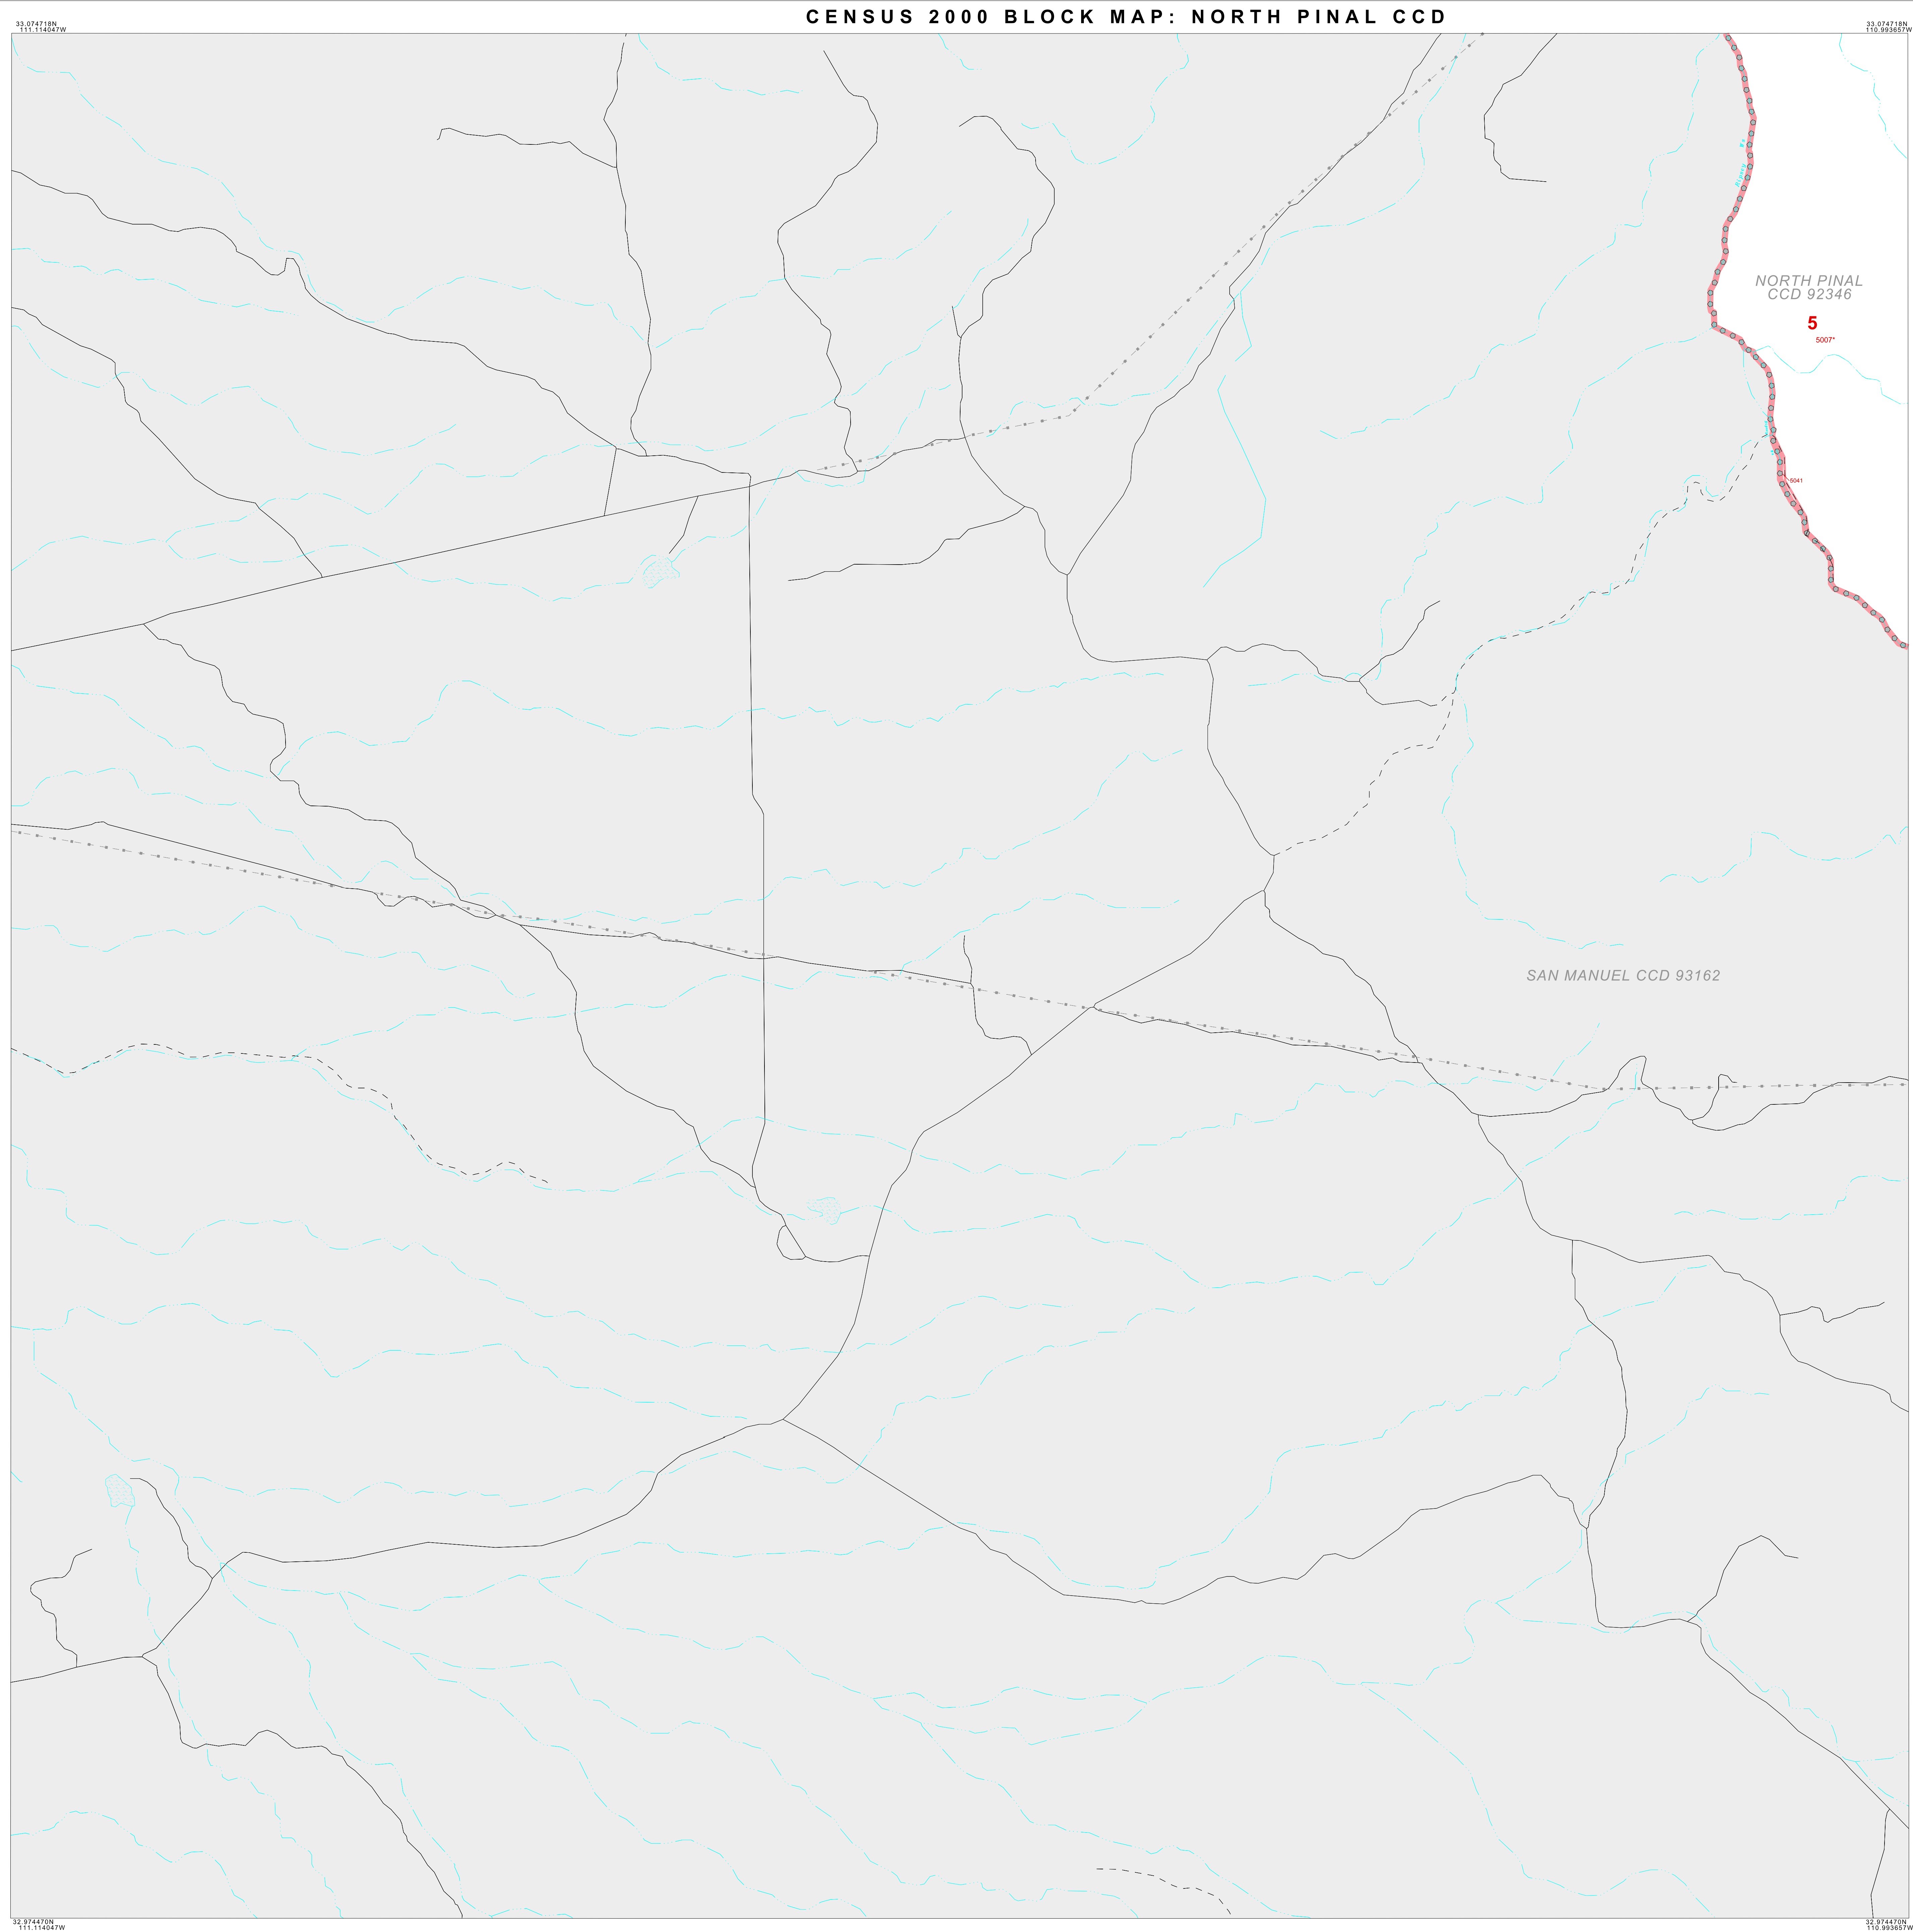 CENSUS 2000 BLOCK MAP: NORTH PINAL CCD
33.074718N
111.114047W
33.074718N
110.993657W
NORTH PINAL
CCD 92346
5
5007*
5041
SAN MANUEL CCD 93162
32.974470N
111.114047W
32.974470N
110.993657W